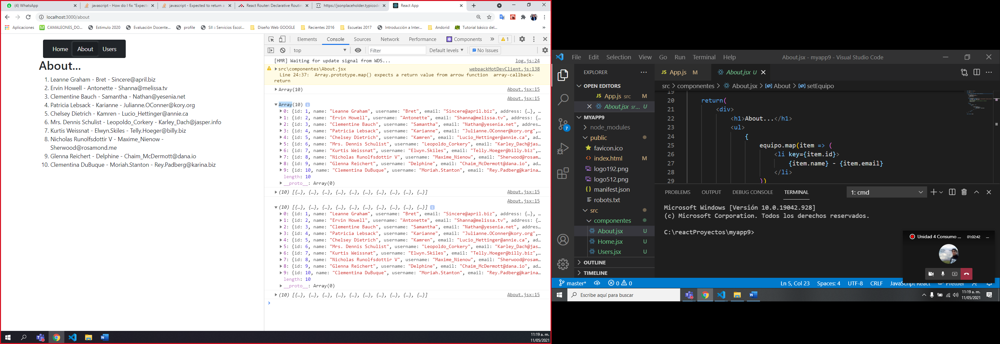 (4) WhatsApp
javascript - How do I fix "Expecte
javascript - Expected to return a
React Router: Declarative Routin
https://jsonplaceholder.typicode
React App
localhost:3000/about
Aplicaciones
CAMALEONES_DO...
Estimulo 2020
Evaluación Docente...
profile
SII :: Servicios Escol...
Diseño Web GOOGLE
Recientes 2016
Escuelas 2017
Introducción a Inter...
Andorid
APR Tutorial básico del...
»
Home About Users
About...
1. Leanne Graham - Bret - Sincere@april.biz
2. Ervin Howell - Antonette - Shanna@melissa.tv
3. Clementine Bauch - Samantha - Nathan@yesenia.net
4. Patricia Lebsack - Karianne - Julianne.OConner@kory.org
5. Chelsey Dietrich - Kamren - Lucio_Hettinger@annie.ca
6. Mrs. Dennis Schulist - Leopoldo_Corkery - Karley_Dach@jasper.info
7. Kurtis Weissnat - Elwyn.Skiles - Telly.Hoeger@billy.biz
8. Nicholas Runolfsdottir V - Maxime_Nienow -
Sherwood@rosamond.me
9. Glenna Reichert - Delphine - Chaim_McDermott@dana.io
10. Clementina DuBuque - Moriah.Stanton - Rey.Padberg@karina.biz
Elements Console Sources Network Performance Components » 1
top Filter Default levels No Issues
[HMR] Waiting for update signal from WDS... log.js:24
src\componentes\About.jsx webpackHotDevClient.js:138
Line 24:37: Array.prototype.map() expects a return value from arrow function array-callback-
return
Array(10) About.jsx:15
About.jsx:15
Array(10)
0: {id: 1, name: "Leanne Graham", username: "Bret", email: "Sincere@april.biz", address: {…}, …
1: {id: 2, name: "Ervin Howell", username: "Antonette", email: "Shanna@melissa.tv", address: {…
2: {id: 3, name: "Clementine Bauch", username: "Samantha", email: "Nathan@yesenia.net", addres…
3: {id: 4, name: "Patricia Lebsack", username: "Karianne", email: "Julianne.OConner@kory.org",…
4: {id: 5, name: "Chelsey Dietrich", username: "Kamren", email: "Lucio_Hettinger@annie.ca", ad…
5: {id: 6, name: "Mrs. Dennis Schulist", username: "Leopoldo_Corkery", email: "Karley_Dach@jas…
6: {id: 7, name: "Kurtis Weissnat", username: "Elwyn.Skiles", email: "Telly.Hoeger@billy.biz",…
7: {id: 8, name: "Nicholas Runolfsdottir V", username: "Maxime_Nienow", email: "Sherwood@rosam…
8: {id: 9, name: "Glenna Reichert", username: "Delphine", email: "Chaim_McDermott@dana.io", ad…
9: {id: 10, name: "Clementina DuBuque", username: "Moriah.Stanton", email: "Rey.Padberg@karina…
length: 10
__proto__: Array(0)
(10) [{…}, {…}, {…}, {…}, {…}, {…}, {…}, {…}, {…}, {…}] About.jsx:15
About.jsx:15
(10) [{…}, {…}, {…}, {…}, {…}, {…}, {…}, {…}, {…}, {…}]
0: {id: 1, name: "Leanne Graham", username: "Bret", email: "Sincere@april.biz", address: {…}, …
1: {id: 2, name: "Ervin Howell", username: "Antonette", email: "Shanna@melissa.tv", address: {…
2: {id: 3, name: "Clementine Bauch", username: "Samantha", email: "Nathan@yesenia.net", addres…
3: {id: 4, name: "Patricia Lebsack", username: "Karianne", email: "Julianne.OConner@kory.org",…
4: {id: 5, name: "Chelsey Dietrich", username: "Kamren", email: "Lucio_Hettinger@annie.ca", ad…
5: {id: 6, name: "Mrs. Dennis Schulist", username: "Leopoldo_Corkery", email: "Karley_Dach@jas…
6: {id: 7, name: "Kurtis Weissnat", username: "Elwyn.Skiles", email: "Telly.Hoeger@billy.biz",…
7: {id: 8, name: "Nicholas Runolfsdottir V", username: "Maxime_Nienow", email: "Sherwood@rosam…
8: {id: 9, name: "Glenna Reichert", username: "Delphine", email: "Chaim_McDermott@dana.io", ad…
9: {id: 10, name: "Clementina DuBuque", username: "Moriah.Stanton", email: "Rey.Padberg@karina…
length: 10
__proto__: Array(0)
(10) [{…}, {…}, {…}, {…}, {…}, {…}, {…}, {…}, {…}, {…}] About.jsx:15
11:19 a. m.
11/05/2021
File Edit Selection View Go Run Terminal Help About.jsx - myapp9 - Visual Studio Code
EXPLORER
OPEN EDITORS
JS App.js src M
About.jsx sr... U
MYAPP9
node_modules
public
favicon.ico
<> index.html M
logo192.png
logo512.png
{} manifest.json
robots.txt
src
componentes
About.jsx U
Home.jsx U
Users.jsx U
OUTLINE
TIMELINE
7
JS App.js M
About.jsx U
src > componentes > About.jsx > About > setEquipo
19
20 return(
21 <div>
22 <h1>About...</h1>
23 <ul>
24 {
25 equipo.map(item => (
26 <li key={item.id}>
27 {item.name} - {item.email}
28 </li>
29 ))
PROBLEMS OUTPUT DEBUG CONSOLE TERMINAL 1: cmd
Microsoft Windows [Versión 10.0.19042.928]
(c) Microsoft Corporation. Todos los derechos reservados.
C:\reactProyectos\myapp9>
Unidad 4 Consumo ... 01:02:42
master* 0 0 Ln 5, Col 23 Spaces: 4 UTF-8 CRLF JavaScript React Prettier
Escribe aquí para buscar
11:19 a. m.
11/05/2021